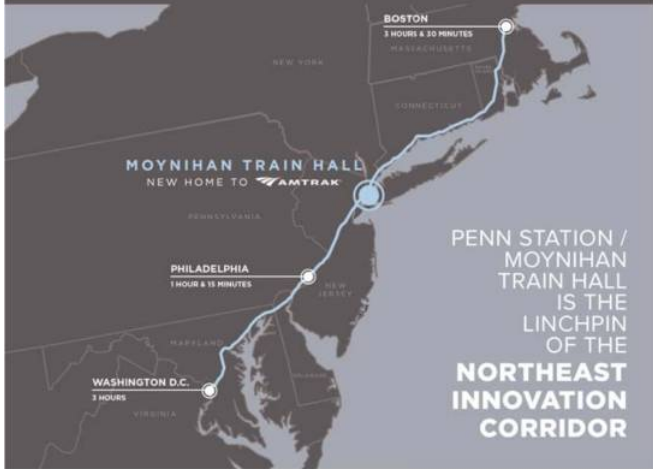 BOSTON
3 HOURS & 30 MINUTES
MASSACHUSETTS
NEW YORK
CONNECTICUT
MOYNIHAN TRAIN HALL
NEW HOME TO AMTRAK
PENNSYLVANIA
PENN STATION /
MOYNIHAN
TRAIN HALL
IS THE
LINCHPIN
OF THE
NORTHEAST
INNOVATION
CORRIDOR
PHILADELPHIA
1 HOUR & 15 MINUTES
NEW
JERSEY
MARYLAND
DELAWARE
WASHINGTON D.C.
3 HOURS
VIRGINIA